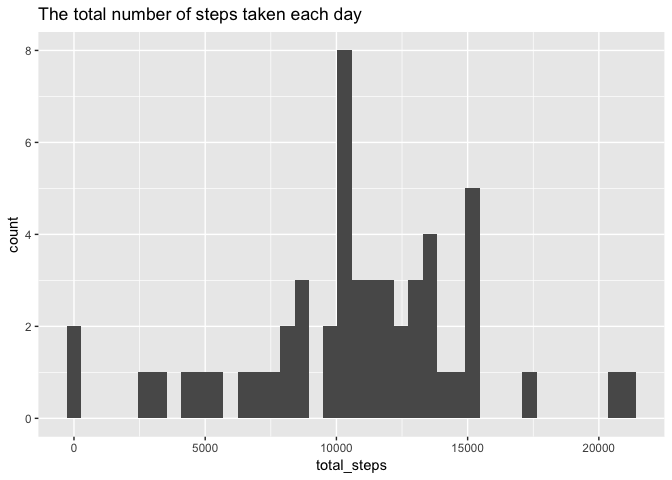 The total number of steps taken each day
8
6
4
2
0
count
0 5000 10000 15000 20000
total_steps